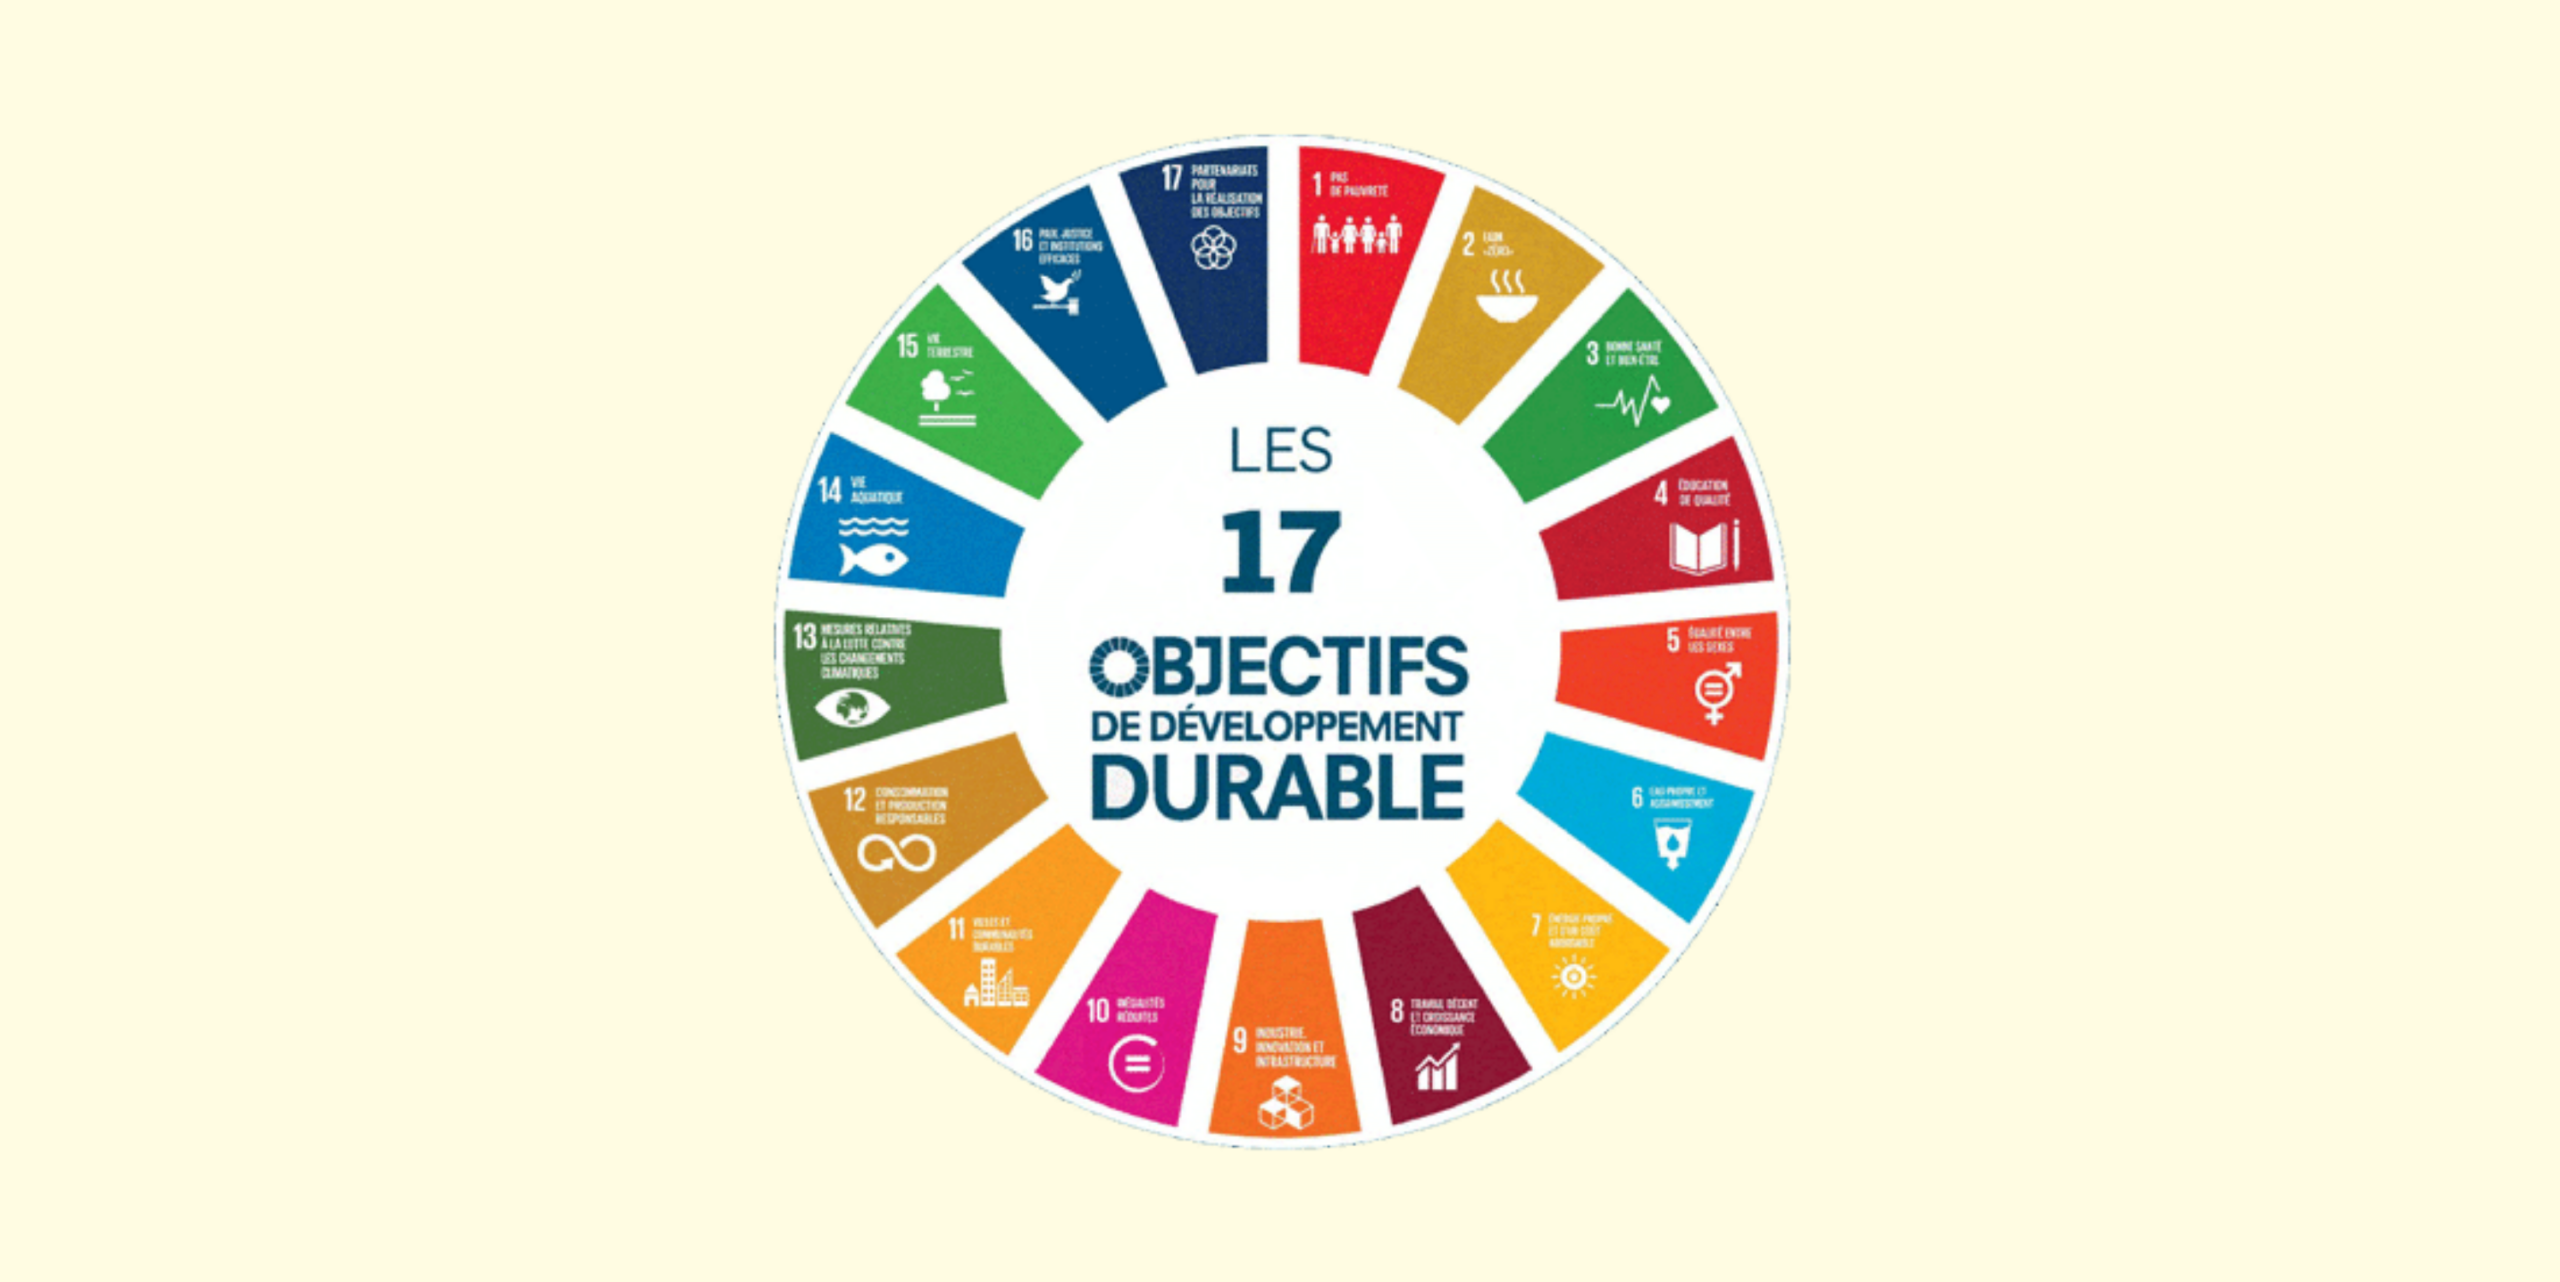 LES
17
OBJECTIFS
DE DÉVELOPPEMENT
DURABLE
1 PAS
DE PAUVRETÉ
2 FAIM
«ZÉRO»
3 BONNE SANTÉ
ET BIEN-ÊTRE
4 ÉDUCATION
DE QUALITÉ
5 ÉGALITÉ ENTRE
LES SEXES
6 EAU PROPRE ET
ASSAINISSEMENT
7 ÉNERGIE PROPRE
ET D'UN COÛT
ABORDABLE
8 TRAVAIL DÉCENT
ET CROISSANCE
ÉCONOMIQUE
9 INDUSTRIE,
INNOVATION ET
INFRASTRUCTURE
10 INÉGALITÉS
RÉDUITES
11 VILLES ET
COMMUNAUTÉS
DURABLES
12 CONSOMMATION
ET PRODUCTION
RESPONSABLES
13 MESURES RELATIVES
À LA LUTTE CONTRE
LES CHANGEMENTS
CLIMATIQUES
14 VIE
AQUATIQUE
15 VIE
TERRESTRE
16 PAIX, JUSTICE
ET INSTITUTIONS
EFFICACES
17 PARTENARIATS
POUR
LA RÉALISATION
DES OBJECTIFS